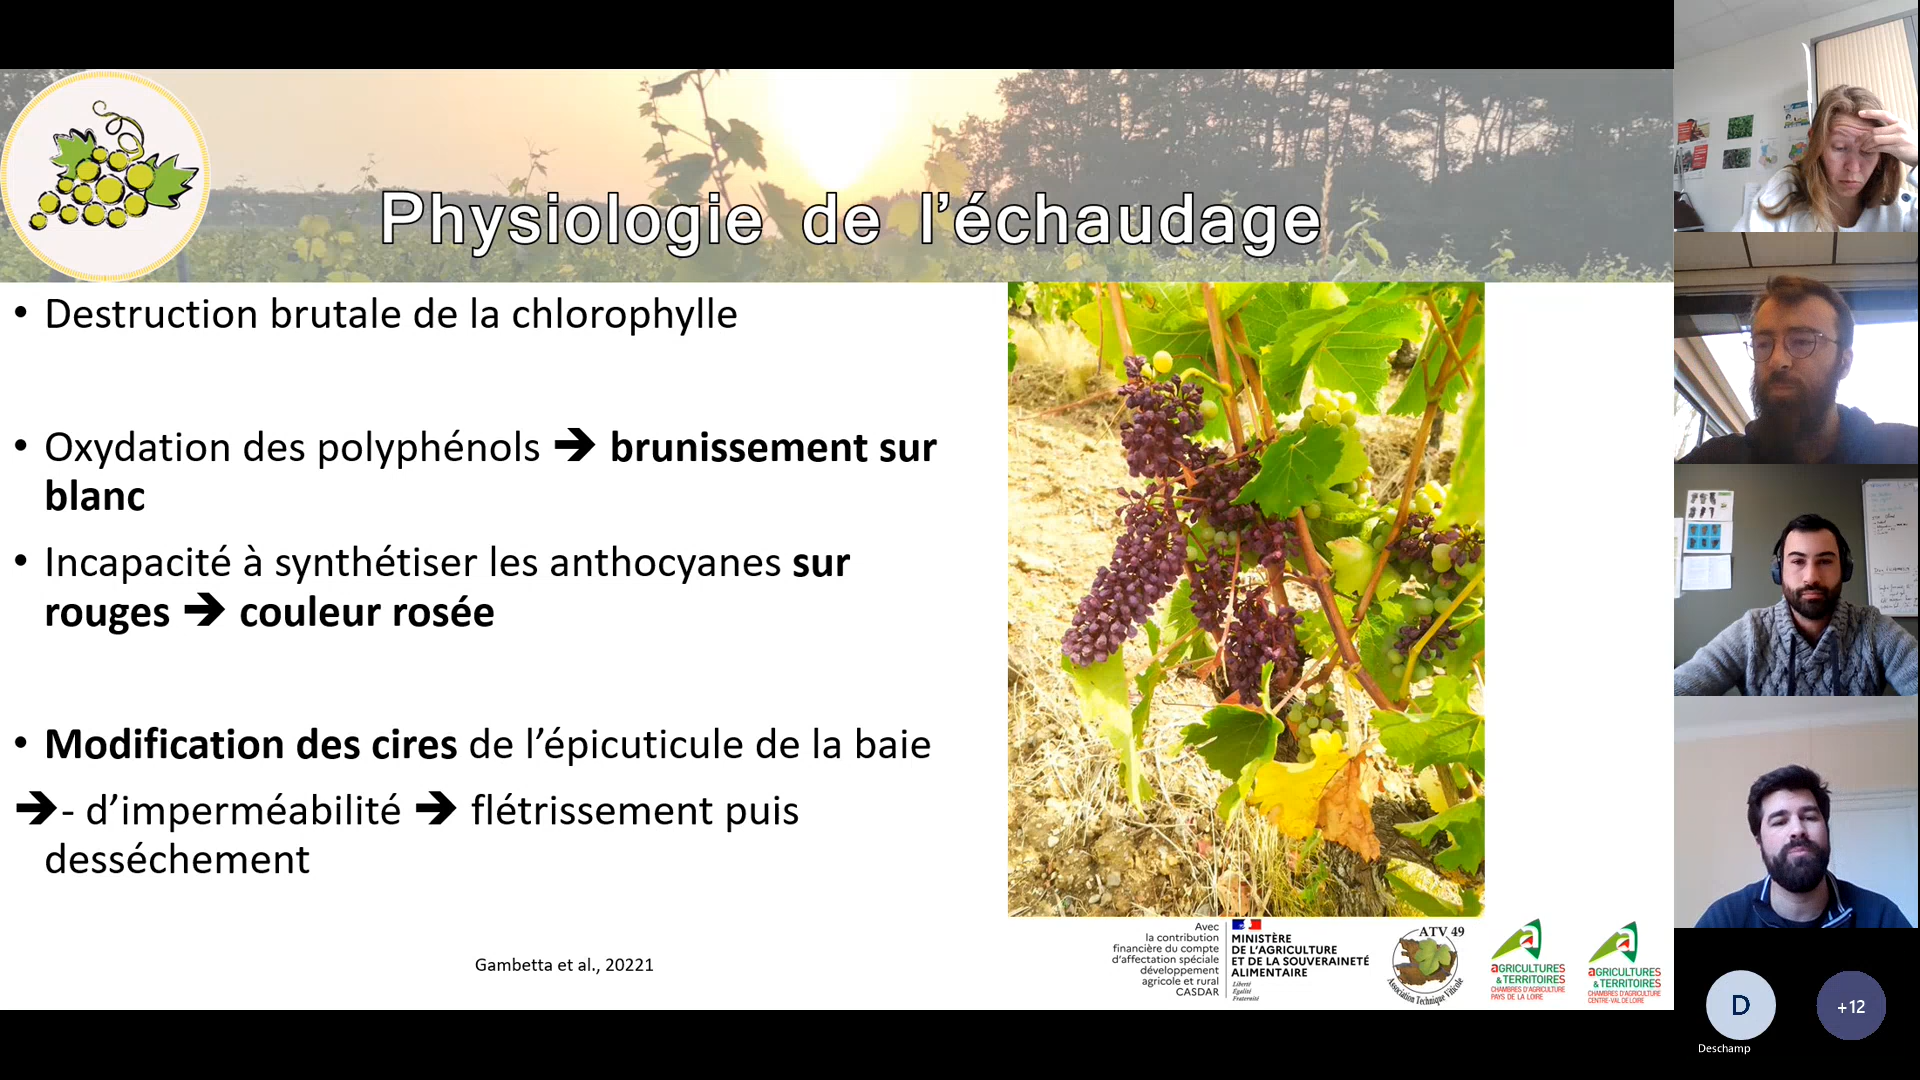 Physiologie de l'échaudage
• Destruction brutale de la chlorophylle
• Oxydation des polyphénols ➔ brunissement sur
blanc
• Incapacité à synthétiser les anthocyanes sur
rouges ➔ couleur rosée
• Modification des cires de l'épicuticule de la baie
➔- d'imperméabilité ➔ flétrissement puis
desséchement
Gambetta et al., 20221
Avec
la contribution
financière du compte
d'affectation spéciale
développement
agricole et rural
CASDAR
MINISTÈRE
DE L'AGRICULTURE
ET DE LA SOUVERAINETÉ
ALIMENTAIRE
Liberté
Égalité
Fraternité
ATV 49
Association Technique Viticole
AGRICULTURES
& TERRITOIRES
CHAMBRES D'AGRICULTURE
PAYS DE LA LOIRE
AGRICULTURES
& TERRITOIRES
CHAMBRES D'AGRICULTURE
CENTRE-VAL DE LOIRE
D
Deschamp
+12